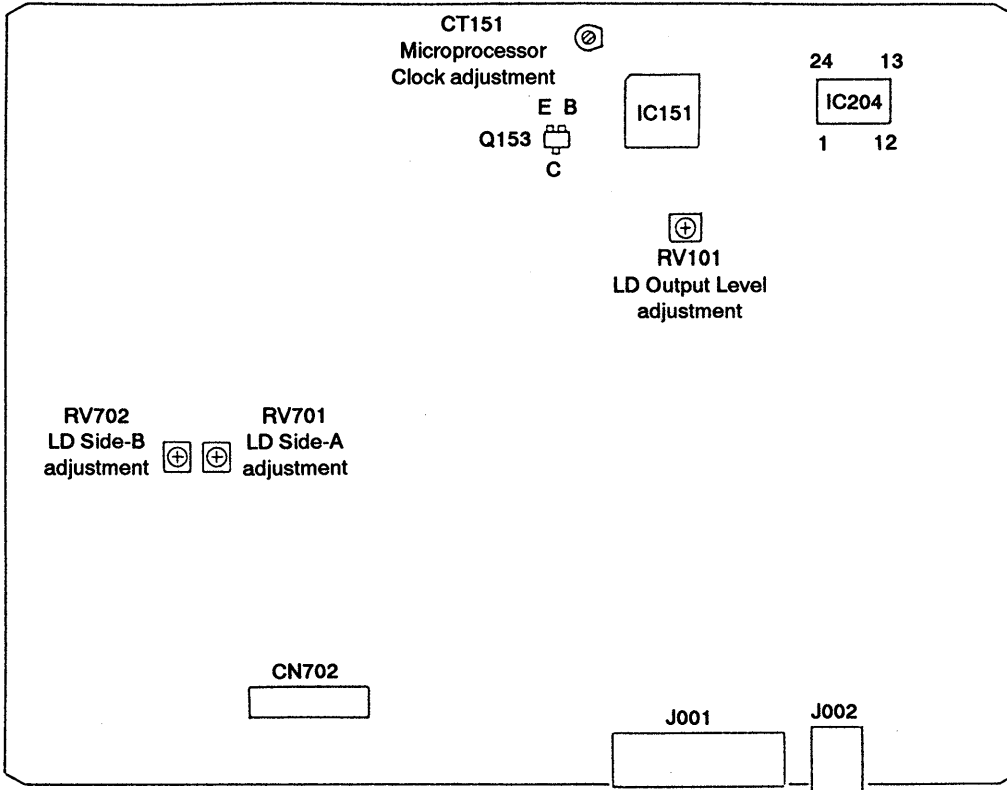 CT151
Microprocessor
Clock adjustment
24 13
IC151
IC204
1 12
E B
Q153
C
RV101
LD Output Level
adjustment
RV702
LD Side-B
adjustment
RV701
LD Side-A
adjustment
CN702
J001
J002